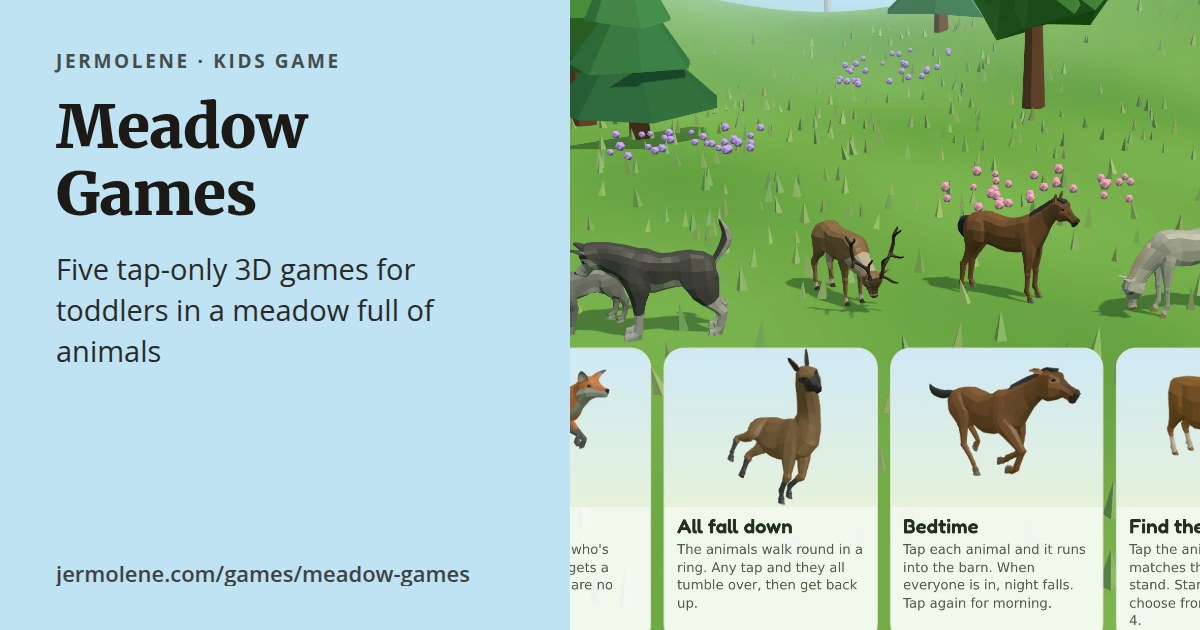 JERMOLENE · KIDS GAME
Meadow
Games
Five tap-only 3D games for
toddlers in a meadow full of
animals
jermolene.com/games/meadow-games
who's
gets a
are no
All fall down
The animals walk round in a
ring. Any tap and they all
tumble over, then get back
up.
Bedtime
Tap each animal and it runs
into the barn. When
everyone is in, night falls.
Tap again for morning.
Find the
Tap the ani
matches th
stand. Star
choose from
4.